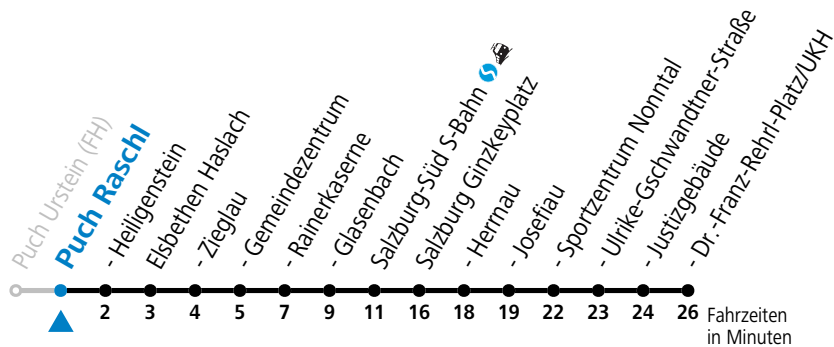 Puch Urstein (FH)
Puch Raschl
- Heiligenstein
Elsbethen Haslach
- Zieglau
- Gemeindezentrum
- Rainerkaserne
- Glasenbach
Salzburg-Süd S-Bahn
Salzburg Ginzkeyplatz
- Herrnau
- Josefiau
- Sportzentrum Nonntal
- Ulrike-Gschwandtner-Straße
- Justizgebäude
- Dr.-Franz-Rehrl-Platz/UKH
2 3 4 5 7 9 11 16 18 19 22 23 24 26 Fahrzeiten
in Minuten